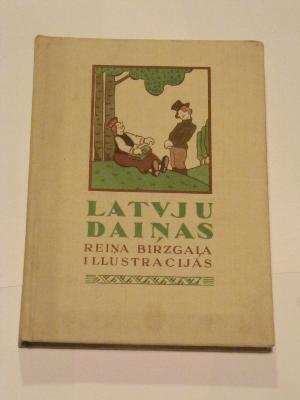 LATVJU
DAIŅAS
REIŅA BIRZGAĻA
ILLUSTRACIJĀS